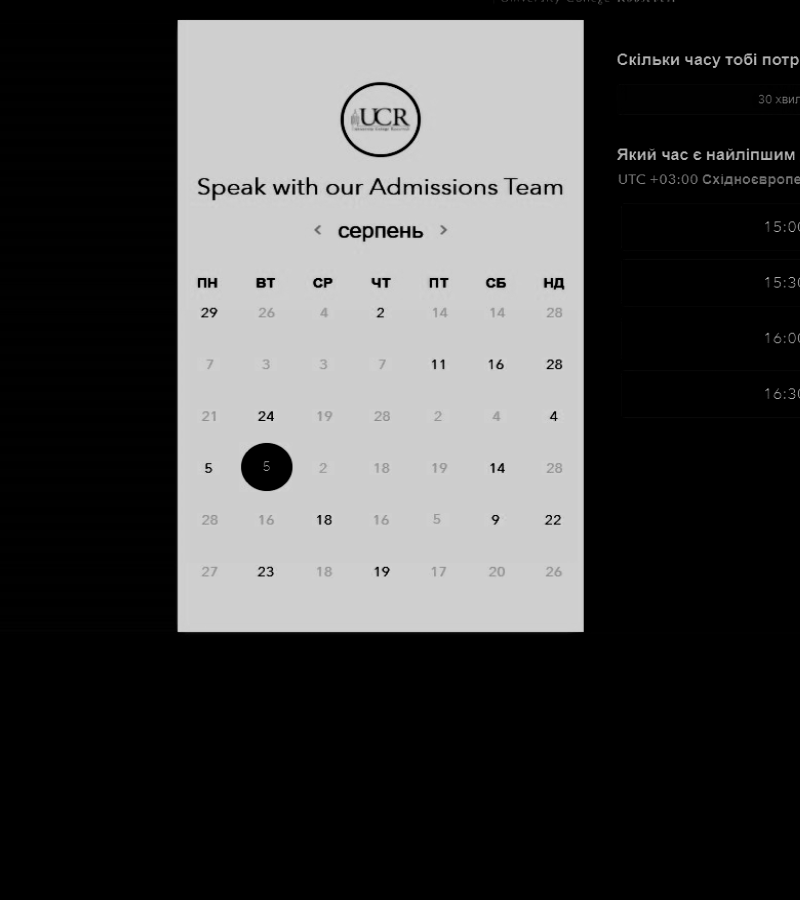 University College
UCR
Speak with our Admissions Team
< серпень >
ПН ВТ СР ЧТ ПТ СБ НД
29 26 4 2 14 14 28
7 3 3 7 11 16 28
21 24 19 28 2 4 4
5 5 2 18 19 14 28
28 16 18 16 5 9 22
27 23 18 19 17 20 26
Скільки часу тобі потр
30 хвил
Який час є найліпшим
UTC +03:00 Східноєвропе
15:00
15:30
16:00
16:30